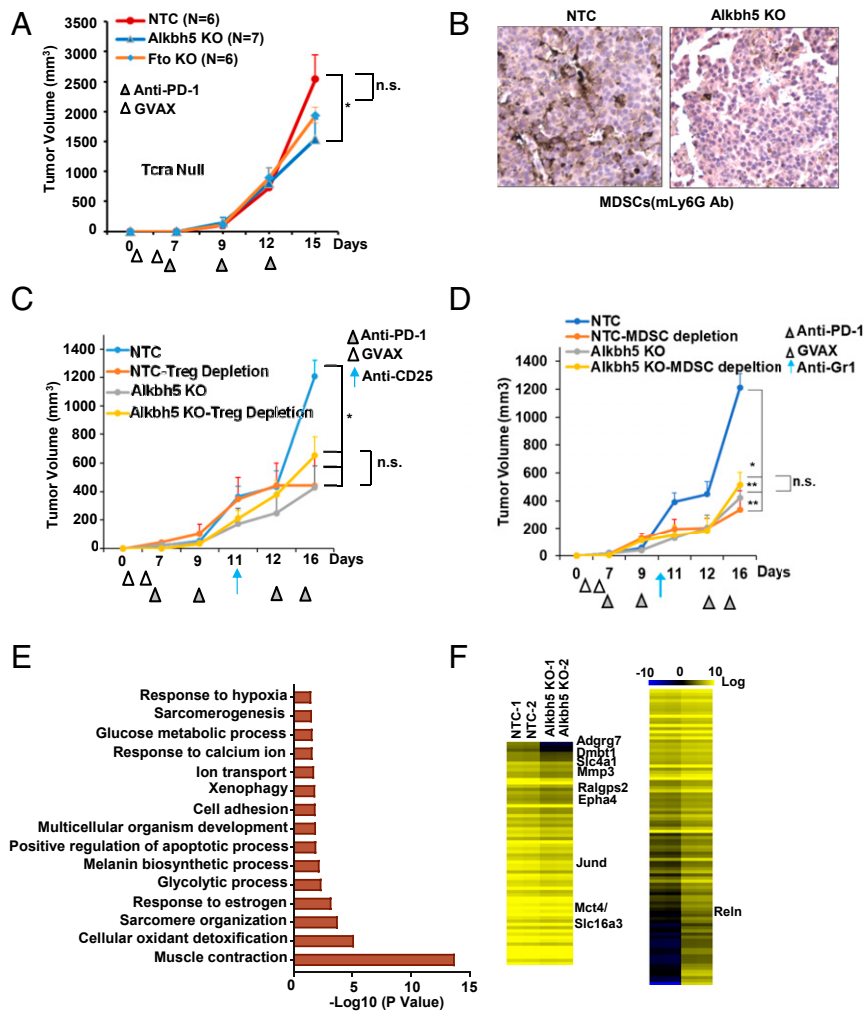 A
NTC (N=6)
Alkbh5 KO (N=7)
Fto KO (N=6)
Anti-PD-1
GVAX
Tcra Null
n.s.
*
Tumor Volume (mm3)
3500
3000
2500
2000
1500
1000
500
0
0 7 9 12 15 Days
B
NTC
Alkbh5 KO
MDSCs(mLy6G Ab)
C
NTC
NTC-Treg Depletion
Alkbh5 KO
Alkbh5 KO-Treg Depletion
Anti-PD-1
GVAX
Anti-CD25
*
n.s.
Tumor Volume (mm3)
1400
1200
1000
800
600
400
200
0
0 7 9 11 12 16 Days
D
NTC
NTC-MDSC depletion
Alkbh5 KO
Alkbh5 KO-MDSC depeltion
Anti-PD-1
GVAX
Anti-Gr1
*
**
**
n.s.
Tumor Volume (mm3)
1400
1200
1000
800
600
400
200
0
0 7 9 11 12 16 Days
E
Response to hypoxia
Sarcomerogenesis
Glucose metabolic process
Response to calcium ion
Ion transport
Xenophagy
Cell adhesion
Multicellular organism development
Positive regulation of apoptotic process
Melanin biosynthetic process
Glycolytic process
Response to estrogen
Sarcomere organization
Cellular oxidant detoxification
Muscle contraction
0 5 10 15
-Log10 (P Value)
F
NTC-1
NTC-2
Alkbh5 KO-1
Alkbh5 KO-2
Adgrg7
Dmbt1
Slc4a1
Mmp3
Ralgps2
Epha4
Jund
Mct4/
Slc16a3
-10 0 10
Log
Reln